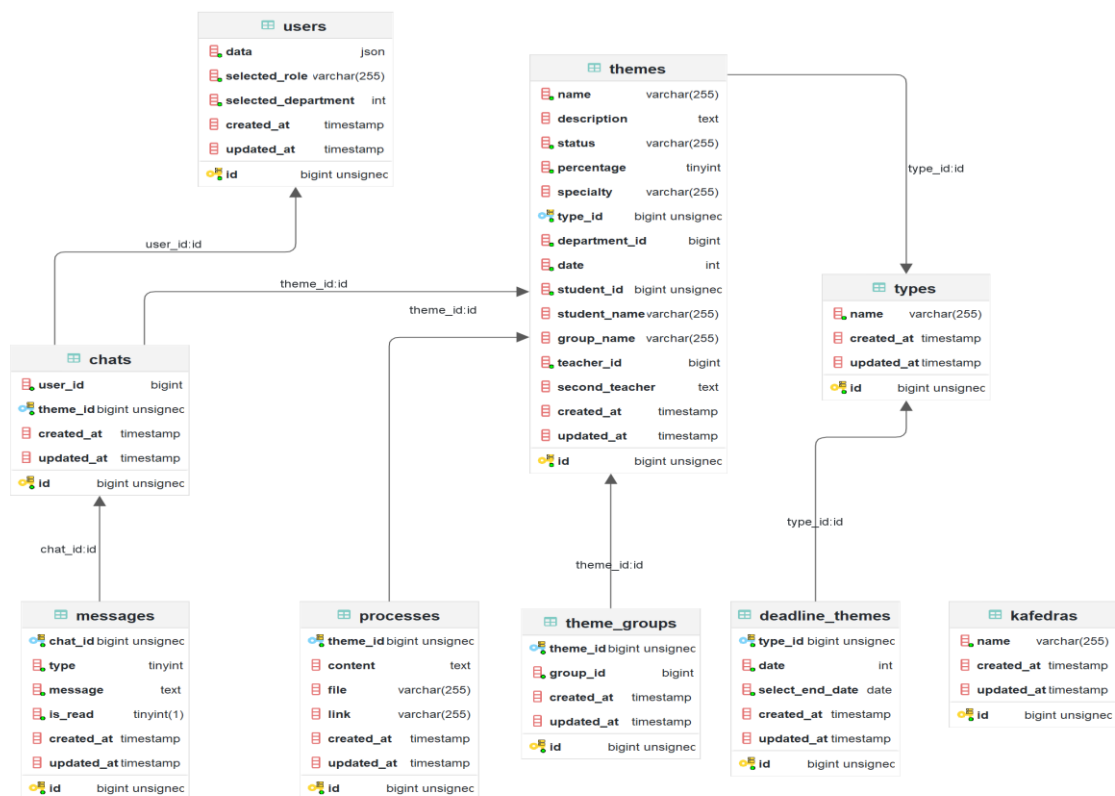 users
data json
selected_role varchar(255)
selected_department int
created_at timestamp
updated_at timestamp
id bigint unsignec
themes
name varchar(255)
description text
status varchar(255)
percentage tinyint
specialty varchar(255)
type_id bigint unsignec
department_id bigint
date int
student_id bigint unsignec
student_name varchar(255)
group_name varchar(255)
teacher_id bigint
second_teacher text
created_at timestamp
updated_at timestamp
id bigint unsignec
type_id:id
user_id:id
theme_id:id
theme_id:id
types
name varchar(255)
created_at timestamp
updated_at timestamp
id bigint unsignec
chats
user_id bigint
theme_id bigint unsignec
created_at timestamp
updated_at timestamp
id bigint unsignec
chat_id:id
theme_id:id
type_id:id
messages
chat_id bigint unsignec
type tinyint
message text
is_read tinyint(1)
created_at timestamp
updated_at timestamp
id bigint unsignec
processes
theme_id bigint unsignec
content text
file varchar(255)
link varchar(255)
created_at timestamp
updated_at timestamp
id bigint unsignec
theme_groups
theme_id bigint unsignec
group_id bigint
created_at timestamp
updated_at timestamp
id bigint unsignec
deadline_themes
type_id bigint unsignec
date int
select_end_date date
created_at timestamp
updated_at timestamp
id bigint unsignec
kafedras
name varchar(255)
created_at timestamp
updated_at timestamp
id bigint unsignec